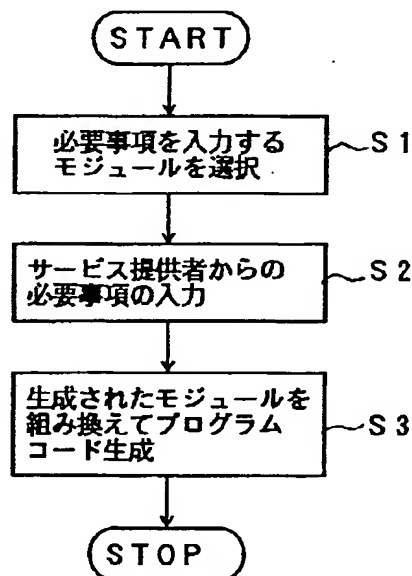 START
必要事項を入力する
モジュールを選択
S1
サービス提供者からの
必要事項の入力
S2
生成されたモジュールを
組み換えてプログラム
コード生成
S3
STOP